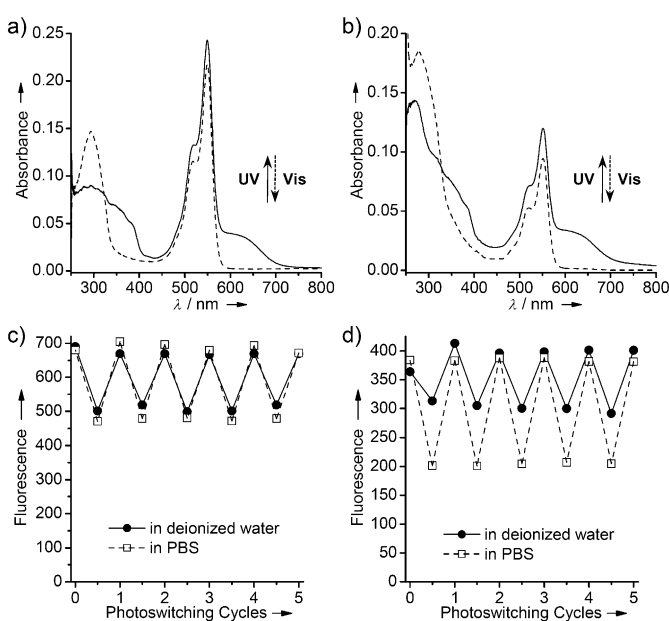 a)
0.25
0.20
0.15
0.10
0.05
0.00
Absorbance →
UV Vis
300 400 500 600 700 800
λ / nm →
b)
0.20
0.15
0.10
0.05
0.00
Absorbance →
UV Vis
300 400 500 600 700 800
λ / nm →
c)
700
600
500
400
300
200
100
0
Fluorescence →
in deionized water
in PBS
0 1 2 3 4 5
Photoswitching Cycles →
d)
400
350
300
250
200
150
100
50
0
Fluorescence →
in deionized water
in PBS
0 1 2 3 4 5
Photoswitching Cycles →